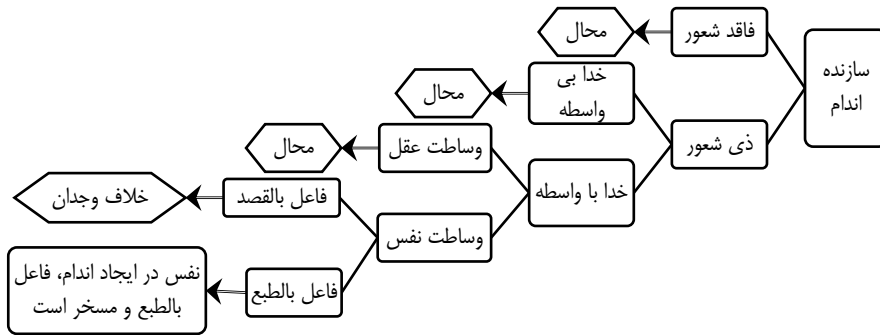 سازنده
اندام
فاقد شعور
محال
ذی شعور
خدا بی
واسطه
محال
خدا با واسطه
وساطت عقل
محال
وساطت نفس
فاعل بالقصد
خلاف وجدان
فاعل بالطبع
نفس در ایجاد اندام، فاعل
بالطبع و مسخر است